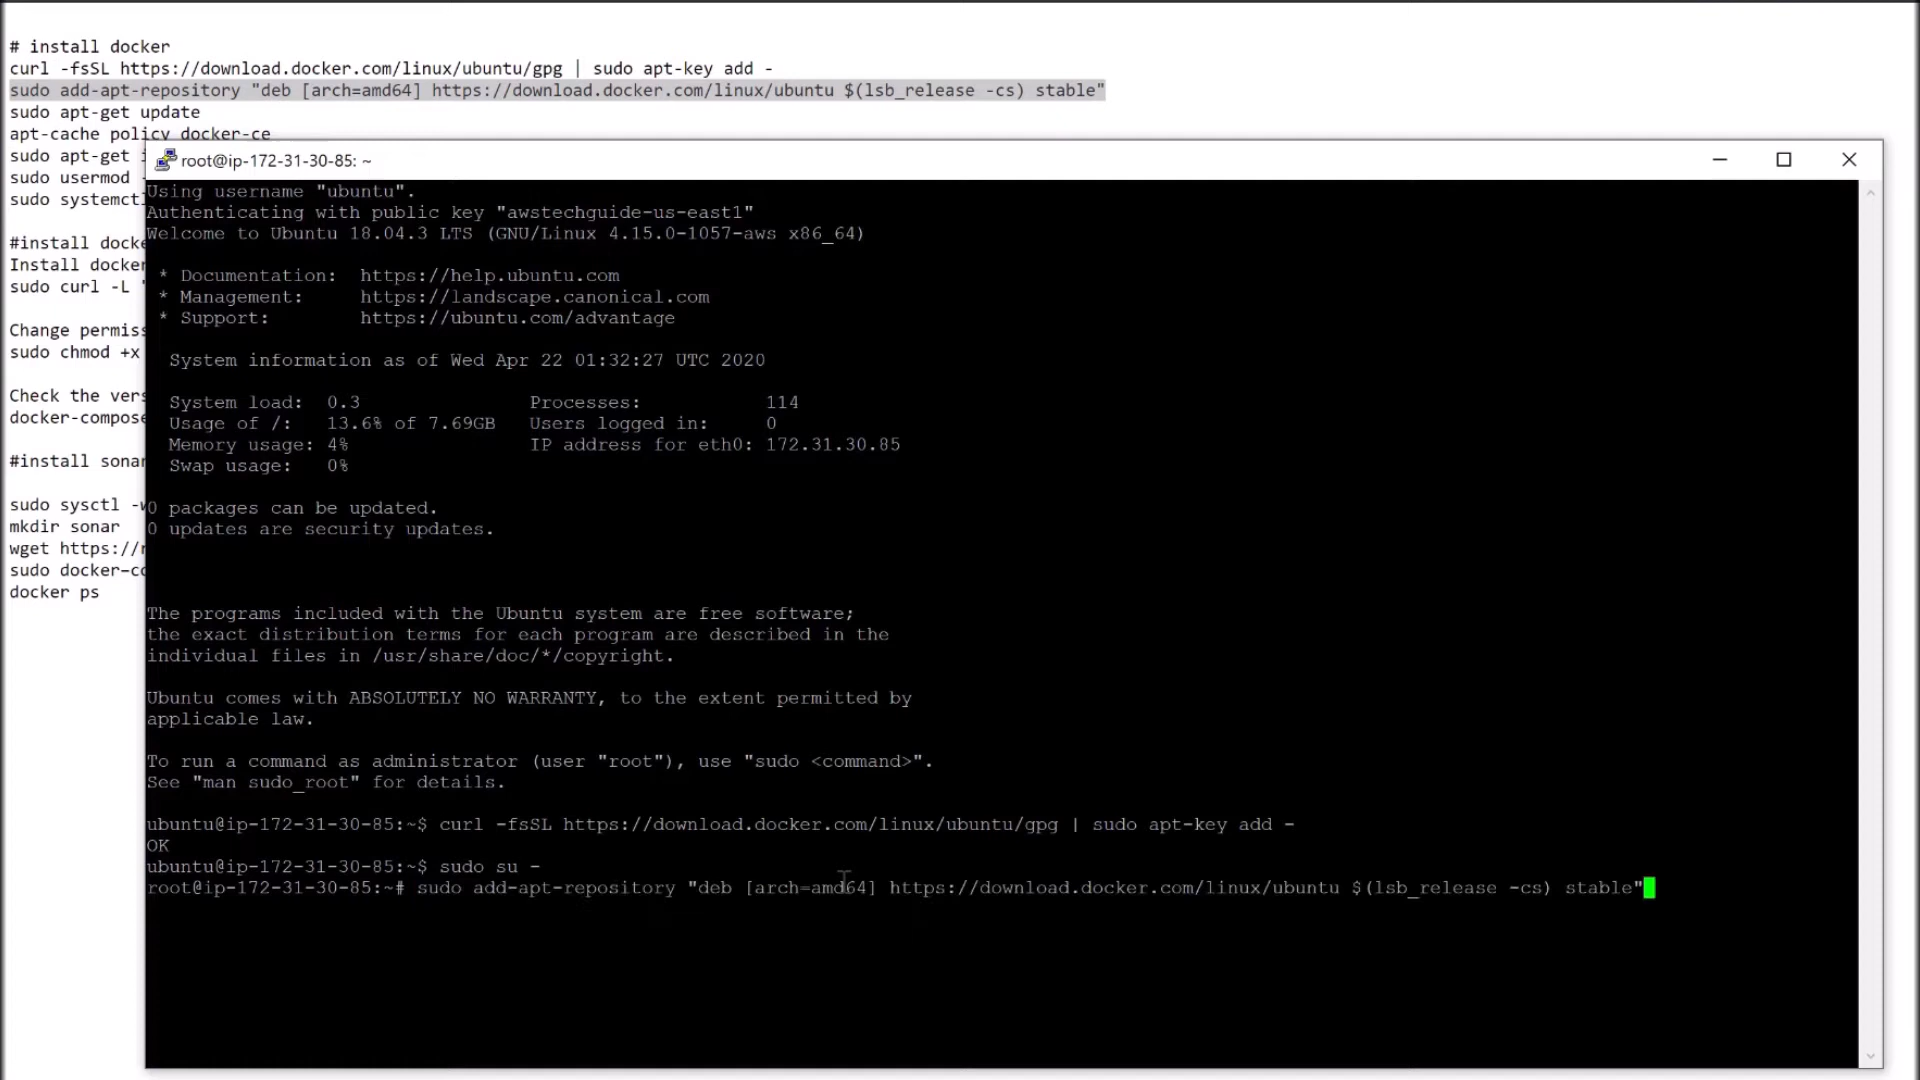 # install docker
curl -fsSL https://download.docker.com/linux/ubuntu/gpg | sudo apt-key add -
sudo add-apt-repository "deb [arch=amd64] https://download.docker.com/linux/ubuntu $(lsb_release -cs) stable"
sudo apt-get update
apt-cache policy docker-ce
sudo apt-get
sudo usermod
sudo systemctl
#install docke
Install docker
sudo curl -L
Change permiss
sudo chmod +x
Check the vers
docker-compose
#install sonar
sudo sysctl -w
mkdir sonar
wget https://
sudo docker-co
docker ps
root@ip-172-31-30-85: ~
Using username "ubuntu".
Authenticating with public key "awstechguide-us-east1"
Welcome to Ubuntu 18.04.3 LTS (GNU/Linux 4.15.0-1057-aws x86_64)
* Documentation: https://help.ubuntu.com
* Management: https://landscape.canonical.com
* Support: https://ubuntu.com/advantage
System information as of Wed Apr 22 01:32:27 UTC 2020
System load: 0.3 Processes: 114
Usage of /: 13.6% of 7.69GB Users logged in: 0
Memory usage: 4% IP address for eth0: 172.31.30.85
Swap usage: 0%
0 packages can be updated.
0 updates are security updates.
The programs included with the Ubuntu system are free software;
the exact distribution terms for each program are described in the
individual files in /usr/share/doc/*/copyright.
Ubuntu comes with ABSOLUTELY NO WARRANTY, to the extent permitted by
applicable law.
To run a command as administrator (user "root"), use "sudo <command>".
See "man sudo_root" for details.
ubuntu@ip-172-31-30-85:~$ curl -fsSL https://download.docker.com/linux/ubuntu/gpg | sudo apt-key add -
OK
ubuntu@ip-172-31-30-85:~$ sudo su -
root@ip-172-31-30-85:~# sudo add-apt-repository "deb [arch=amd64] https://download.docker.com/linux/ubuntu $(lsb_release -cs) stable"